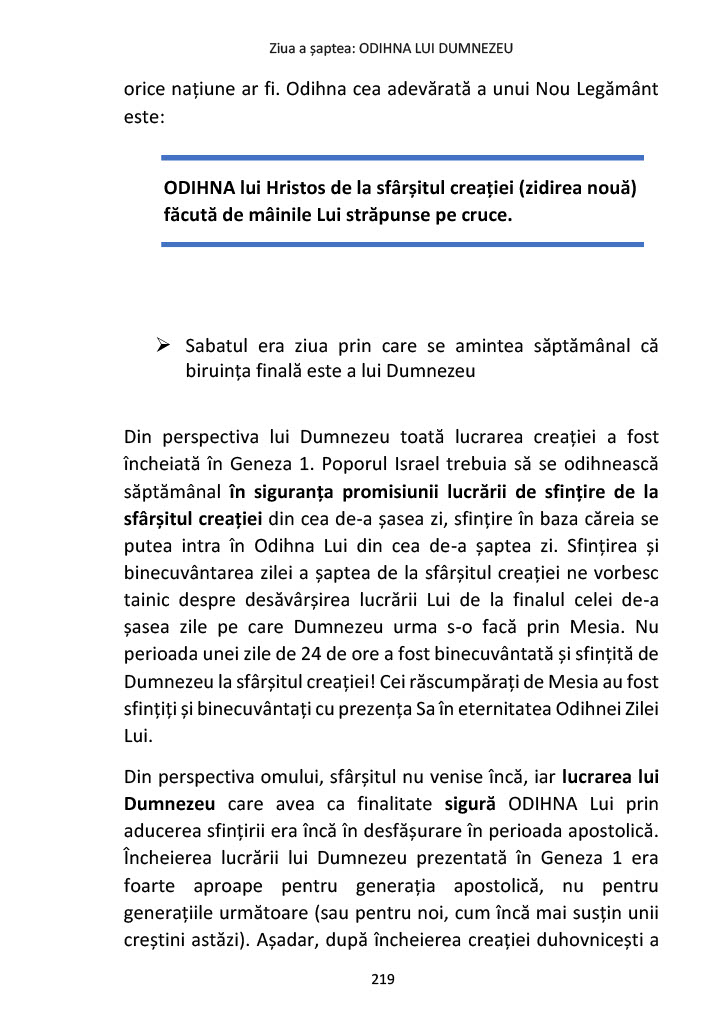 Ziua a șaptea: ODIHNA LUI DUMNEZEU
orice națiune ar fi. Odihna cea adevărată a unui Nou Legământ
este:
ODIHNA lui Hristos de la sfârșitul creației (zidirea nouă)
făcută de mâinile Lui străpunse pe cruce.
➢ Sabatul era ziua prin care se amintea săptămânal că
biruința finală este a lui Dumnezeu
Din perspectiva lui Dumnezeu toată lucrarea creației a fost
încheiată în Geneza 1. Poporul Israel trebuia să se odihnească
săptămânal în siguranța promisiunii lucrării de sfințire de la
sfârșitul creației din cea de-a șasea zi, sfințire în baza căreia se
putea intra în Odihna Lui din cea de-a șaptea zi. Sfințirea și
binecuvântarea zilei a șaptea de la sfârșitul creației ne vorbesc
tainic despre desăvârșirea lucrării Lui de la finalul celei de-a
șasea zile pe care Dumnezeu urma s-o facă prin Mesia. Nu
perioada unei zile de 24 de ore a fost binecuvântată și sfințită de
Dumnezeu la sfârșitul creației! Cei răscumpărați de Mesia au fost
sfințiți și binecuvântați cu prezența Sa în eternitatea Odihnei Zilei
Lui.
Din perspectiva omului, sfârșitul nu venise încă, iar lucrarea lui
Dumnezeu care avea ca finalitate sigură ODIHNA Lui prin
aducerea sfințirii era încă în desfășurare în perioada apostolică.
Încheierea lucrării lui Dumnezeu prezentată în Geneza 1 era
foarte aproape pentru generația apostolică, nu pentru
generațiile următoare (sau pentru noi, cum încă mai susțin unii
creștini astăzi). Așadar, după încheierea creației duhovnicești a
219